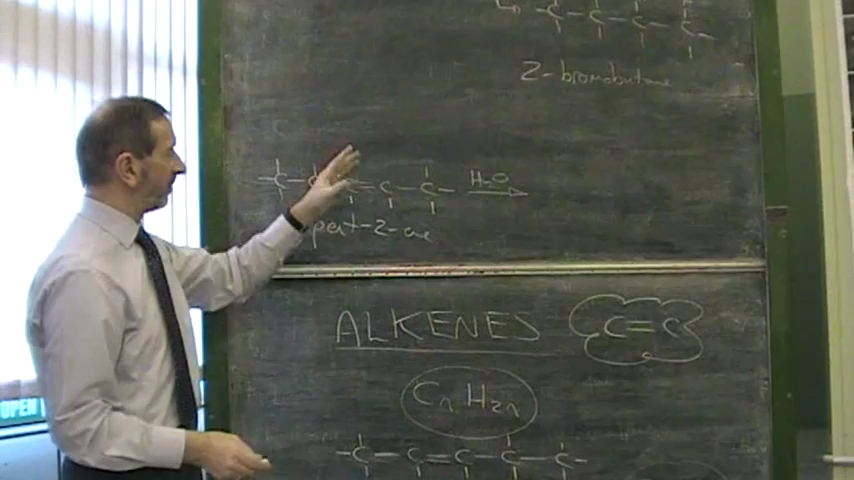 C-C-C-C-
2-bromobutane
-C-C-C=C-C- H₂O →
pent-2-ene
ALKENES C=C
CnH2n
-C-C=C-C-C-
OPEN